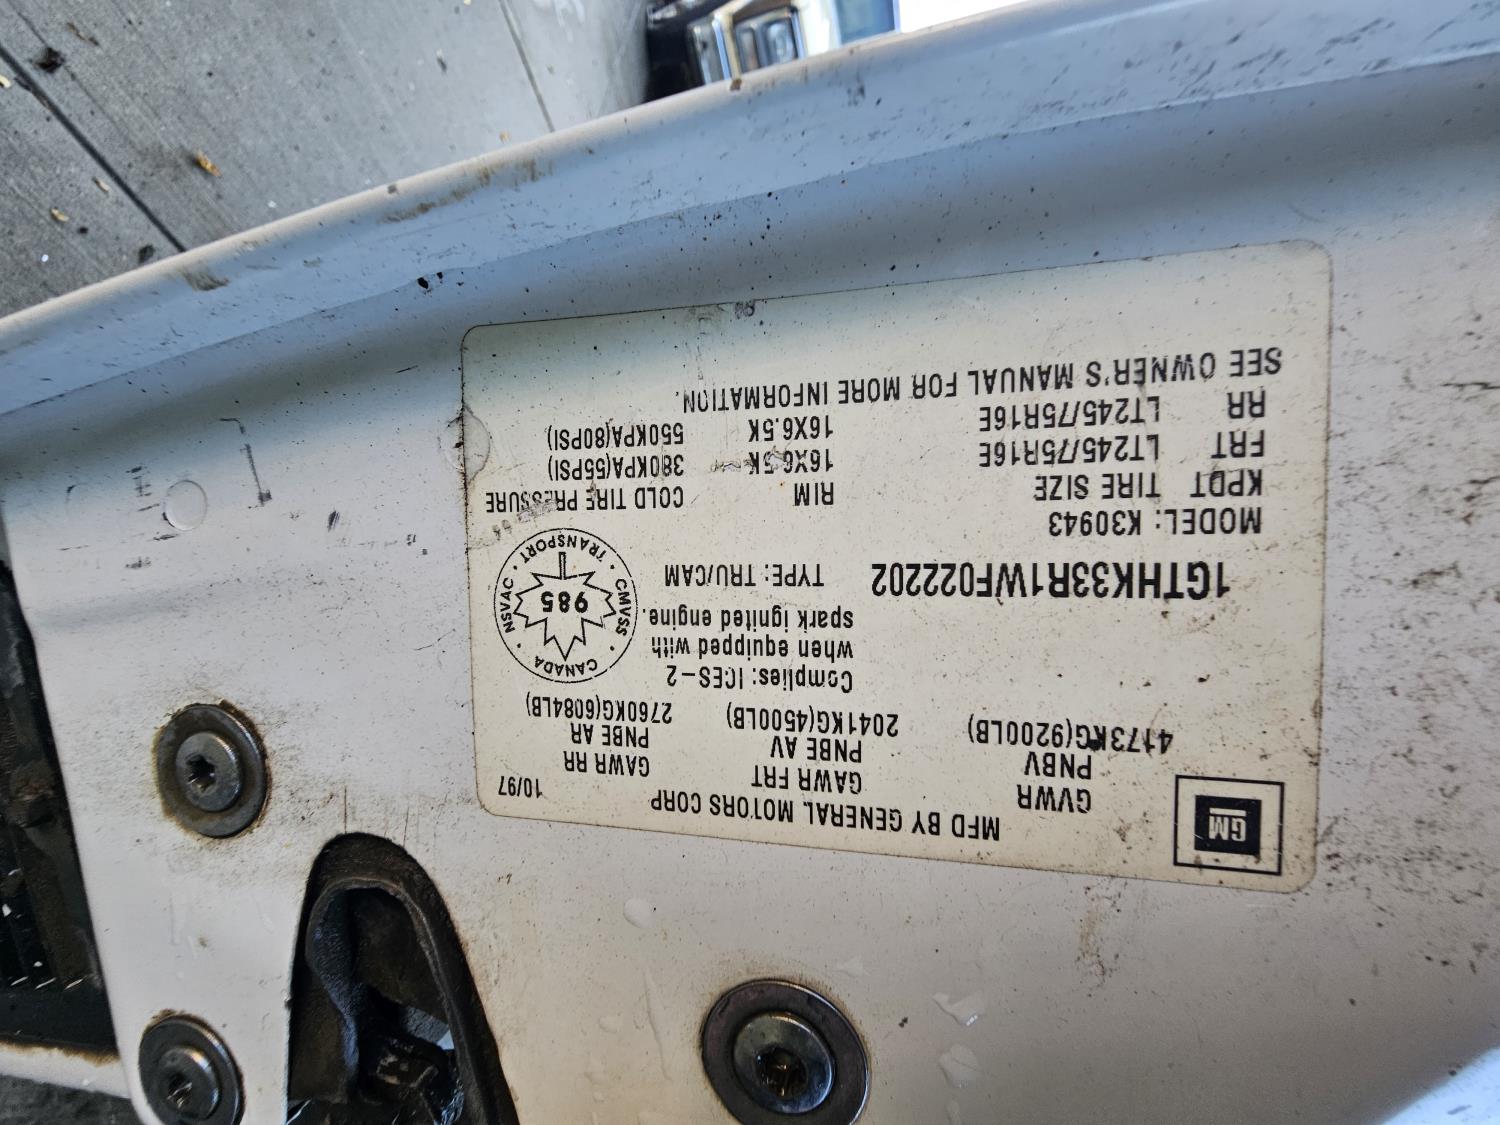 GM
MFD BY GENERAL MOTORS CORP 10/97
GVWR GAWR FRT GAWR RR
PNBV PNBE AV PNBE AR
4173KG(9200LB) 2041KG(4500LB) 2760KG(6084LB)
Complies: ICES-2
when equipped with
spark ignited engine.
CANADA · CMVSS · TRANSPORT · NSVAC ·
985
1GTHK33R1WF022202 TYPE: TRU/CAM
MODEL: K30943
KPDT TIRE SIZE RIM COLD TIRE PRESSURE
FRT LT245/75R16E 16X6.5K 380KPA(55PSI)
RR LT245/75R16E 16X6.5K 550KPA(80PSI)
SEE OWNER'S MANUAL FOR MORE INFORMATION.